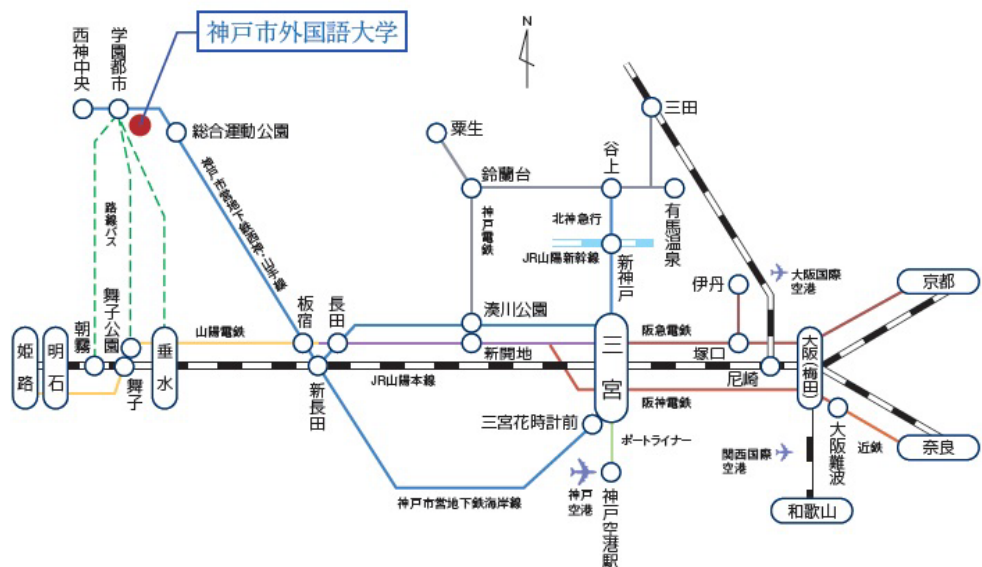 神戸市外国語大学
N
西神中央
学園都市
総合運動公園
粟生
三田
谷上
鈴蘭台
有馬温泉
北神急行
神戸電鉄
JR山陽新幹線
新神戸
神戸市営地下鉄西神・山手線
路線バス
大阪国際
空港
伊丹
京都
湊川公園
板宿
長田
舞子公園
朝霧
山陽電鉄
阪急電鉄
三宮
大阪(梅田)
姫路
明石
垂水
新開地
塚口
尼崎
JR山陽本線
舞子
新長田
阪神電鉄
三宮花時計前
ポートライナー
関西国際
空港
大阪難波
近鉄
奈良
神戸
空港
神戸空港駅
神戸市営地下鉄海岸線
和歌山